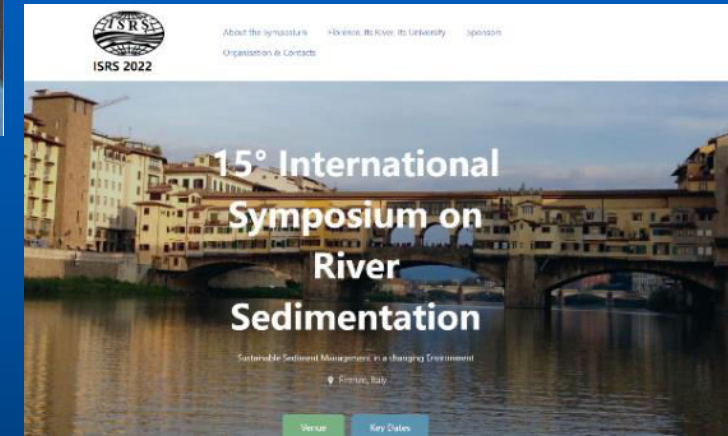 ISRS
ISRS 2022
About the Symposium Florence, Its River, Its University Sponsors
Organisation & Contacts
15° International
Symposium on
River
Sedimentation
Sustainable Sediment Management in a changing Environment
Firenze, Italy
Venue Key Dates